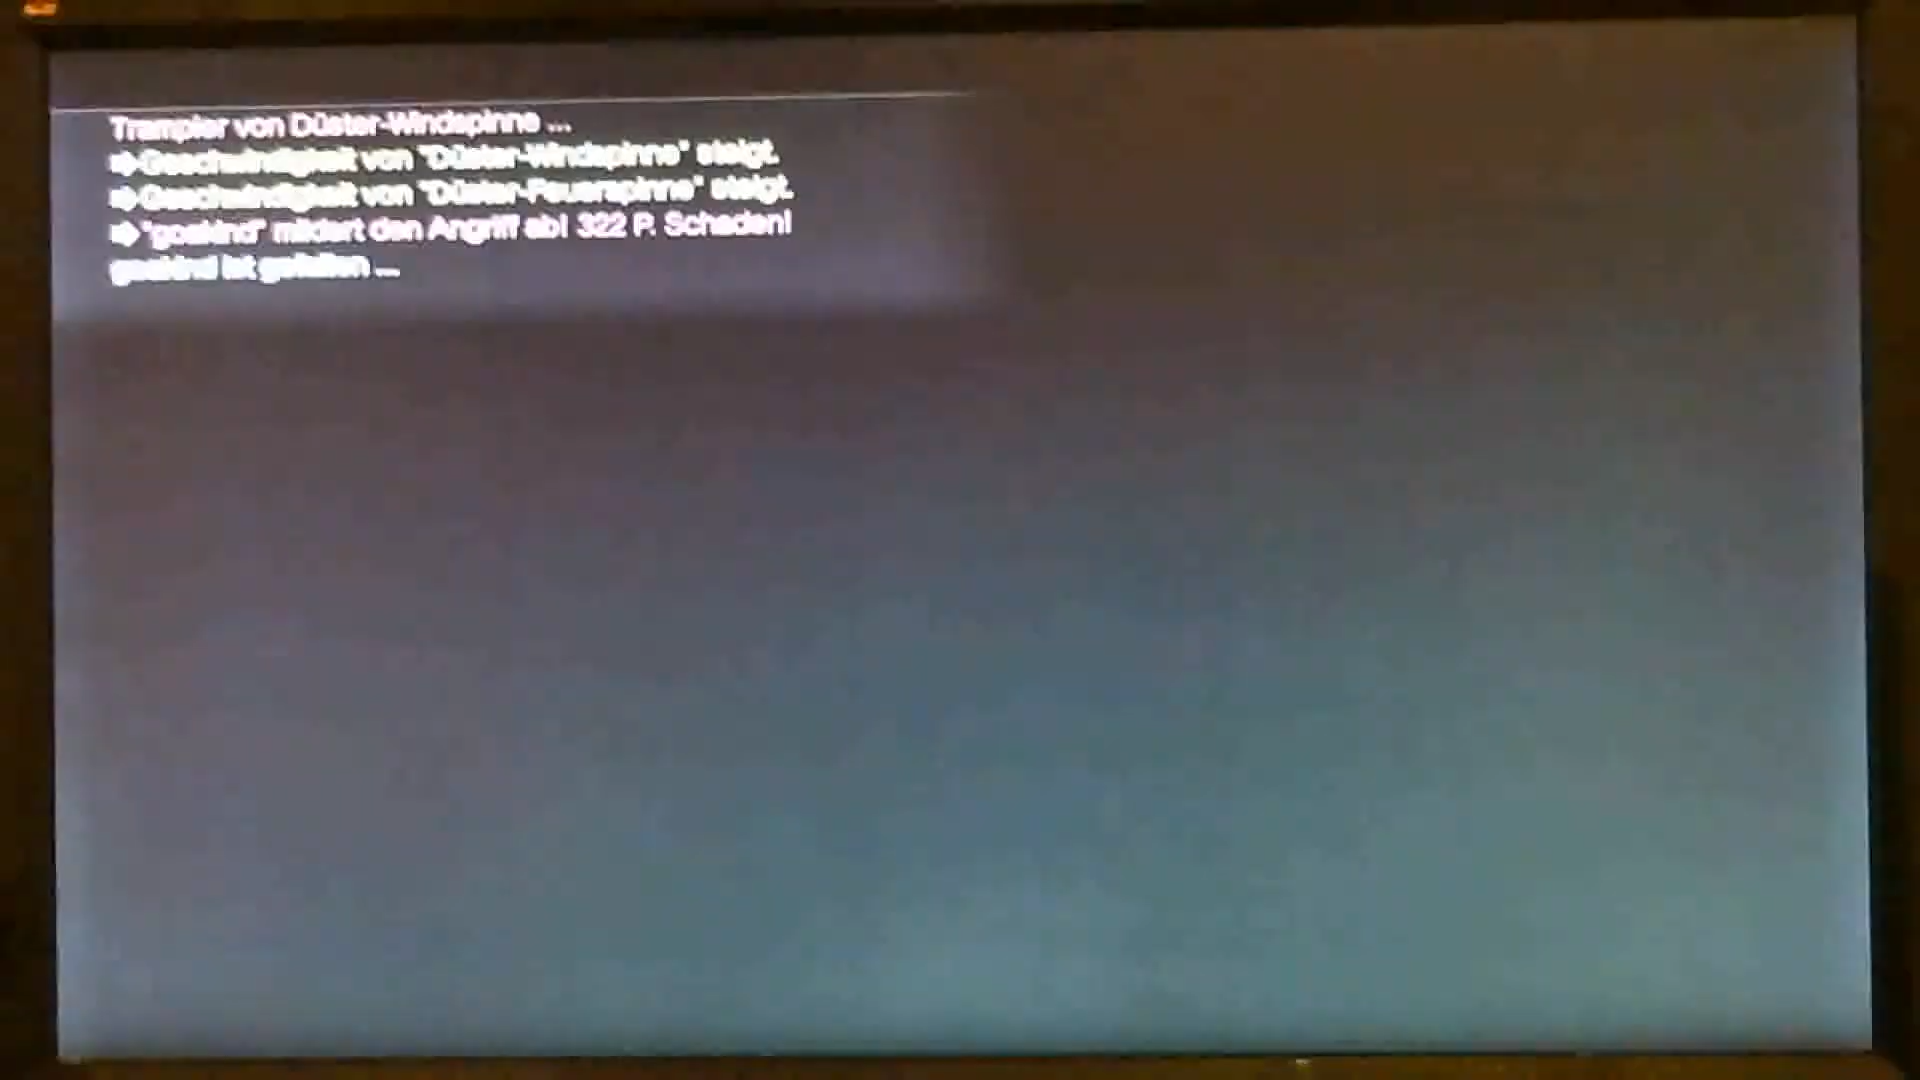 Trampler von Düster-Windspinne ...
➩Geschwindigkeit von "Düster-Windspinne" steigt.
➩Geschwindigkeit von "Düster-Feuerspinne" steigt.
➩"goskind" mildert den Angriff ab! 322 P. Schaden!
goskind ist gefallen ...